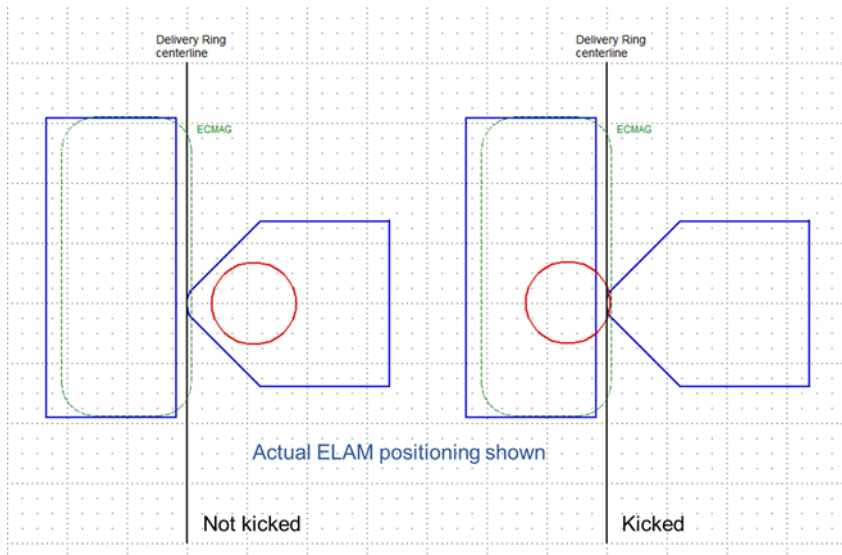 Delivery Ring
centerline
Delivery Ring
centerline
ECMAG
ECMAG
Actual ELAM positioning shown
Not kicked
Kicked